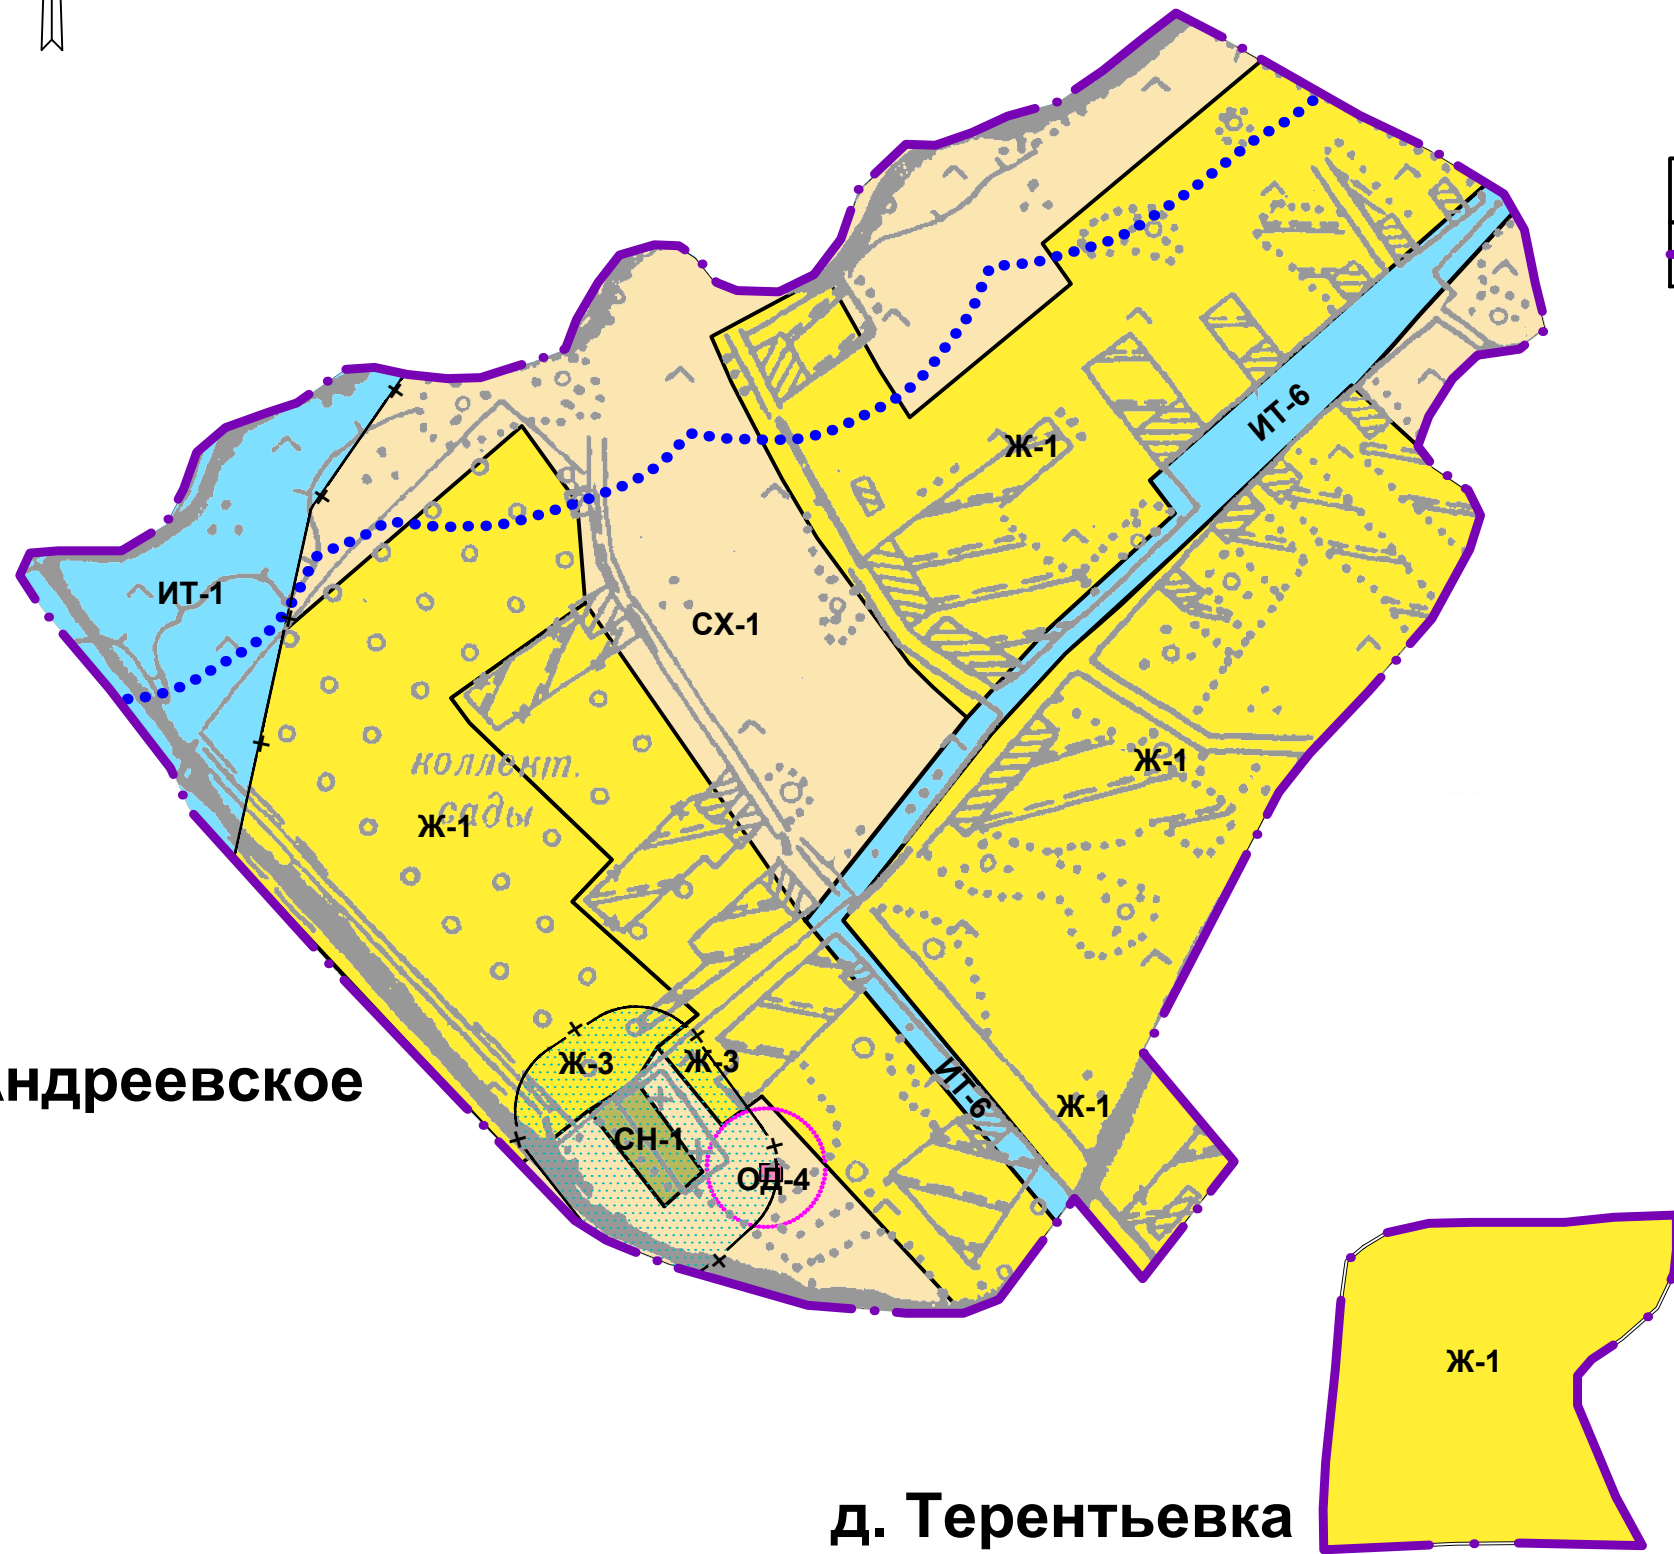 ИТ-6
Ж-1
ИТ-1
СХ-1
Ж-1
коллект.
сады
Ж-1
Ж-3
Ж-3
ИТ-6
Ж-1
СН-1
ОД-4
Андреевское
Ж-1
д. Терентьевка